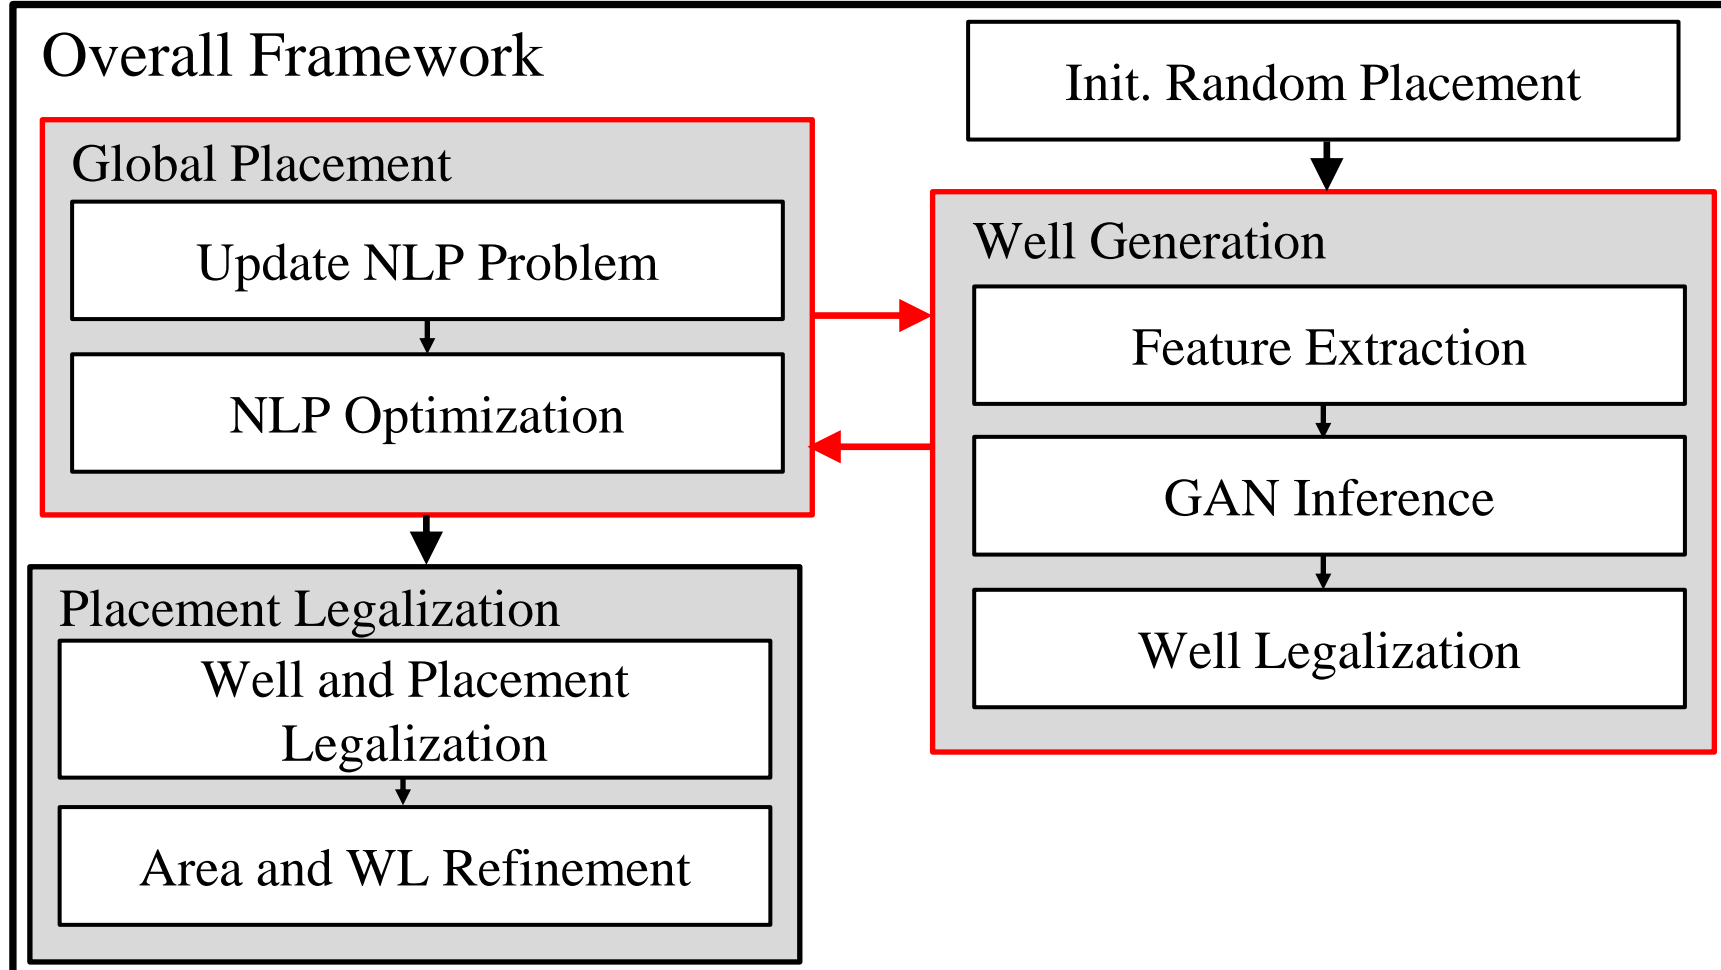 Overall Framework
Init. Random Placement
Global Placement
Update NLP Problem
NLP Optimization
Well Generation
Feature Extraction
GAN Inference
Well Legalization
Placement Legalization
Well and Placement
Legalization
Area and WL Refinement